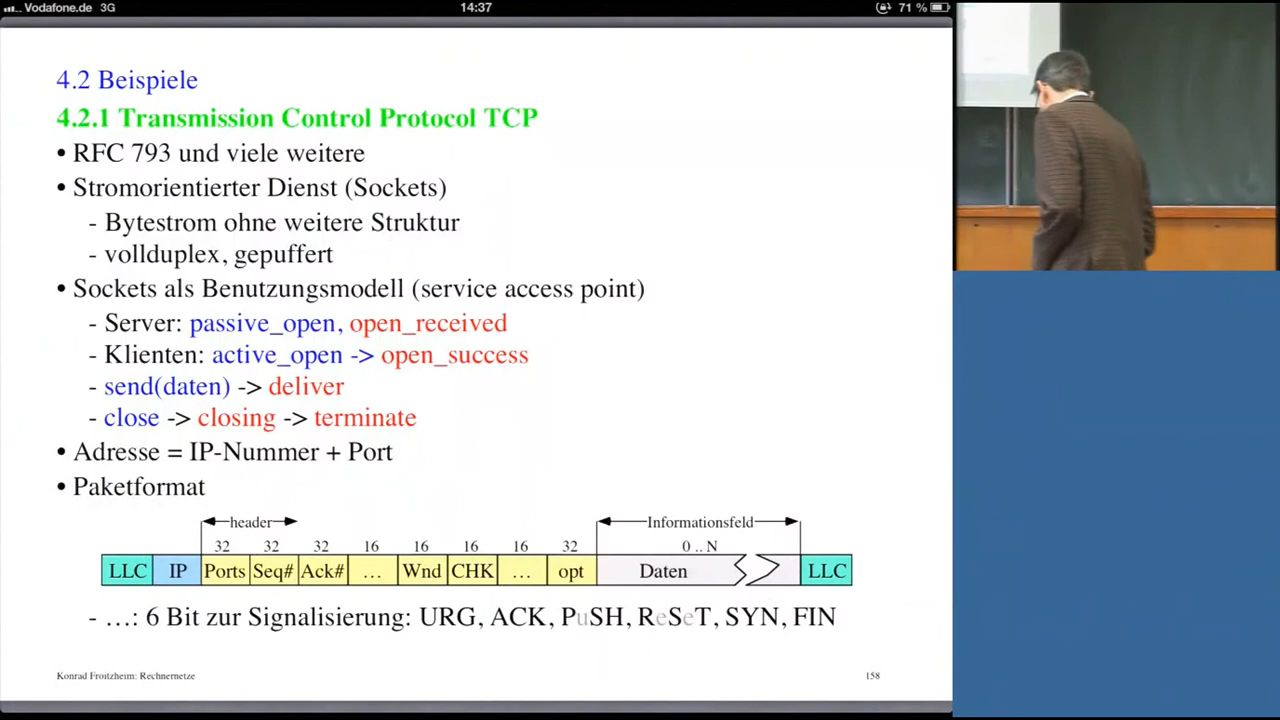 Vodafone.de 3G 14:37 71 %
4.2 Beispiele
4.2.1 Transmission Control Protocol TCP
• RFC 793 und viele weitere
• Stromorientierter Dienst (Sockets)
- Bytestrom ohne weitere Struktur
- vollduplex, gepuffert
• Sockets als Benutzungsmodell (service access point)
- Server: passive_open, open_received
- Klienten: active_open -> open_success
- send(daten) -> deliver
- close -> closing -> terminate
• Adresse = IP-Nummer + Port
• Paketformat
header Informationsfeld
32 32 32 16 16 16 16 32 0 .. N
LLC IP Ports Seq# Ack# … Wnd CHK … opt Daten LLC
- …: 6 Bit zur Signalisierung: URG, ACK, PuSH, ReSeT, SYN, FIN
Konrad Froitzheim: Rechnernetze 158